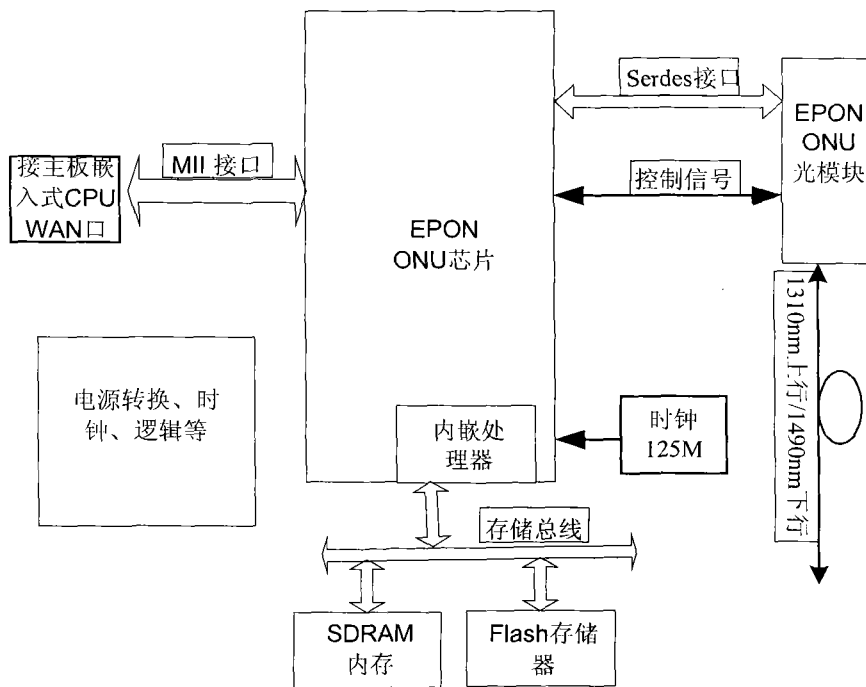 Serdes接口
EPON
ONU
光模块
MII 接口
接主板嵌
入式CPU
WAN口
控制信号
EPON
ONU芯片
1310nm上行/1490nm下行
电源转换、时
钟、逻辑等
内嵌处
理器
时钟
125M
存储总线
SDRAM
内存
Flash存储
器